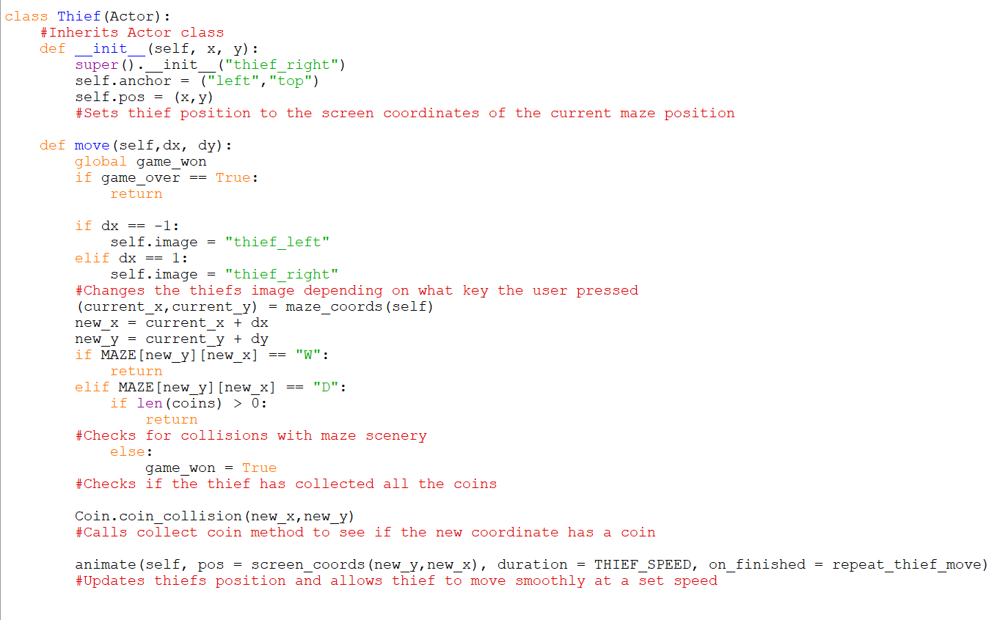 class Thief(Actor):
    #Inherits Actor class
    def __init__(self, x, y):
        super().__init__("thief_right")
        self.anchor = ("left","top")
        self.pos = (x,y)
        #Sets thief position to the screen coordinates of the current maze position

    def move(self,dx, dy):
        global game_won
        if game_over == True:
            return

        if dx == -1:
            self.image = "thief_left"
        elif dx == 1:
            self.image = "thief_right"
        #Changes the thiefs image depending on what key the user pressed
        (current_x,current_y) = maze_coords(self)
        new_x = current_x + dx
        new_y = current_y + dy
        if MAZE[new_y][new_x] == "W":
            return
        elif MAZE[new_y][new_x] == "D":
            if len(coins) > 0:
                return
        #Checks for collisions with maze scenery
            else:
                game_won = True
        #Checks if the thief has collected all the coins

        Coin.coin_collision(new_x,new_y)
        #Calls collect coin method to see if the new coordinate has a coin

        animate(self, pos = screen_coords(new_y,new_x), duration = THIEF_SPEED, on_finished = repeat_thief_move)
        #Updates thiefs position and allows thief to move smoothly at a set speed